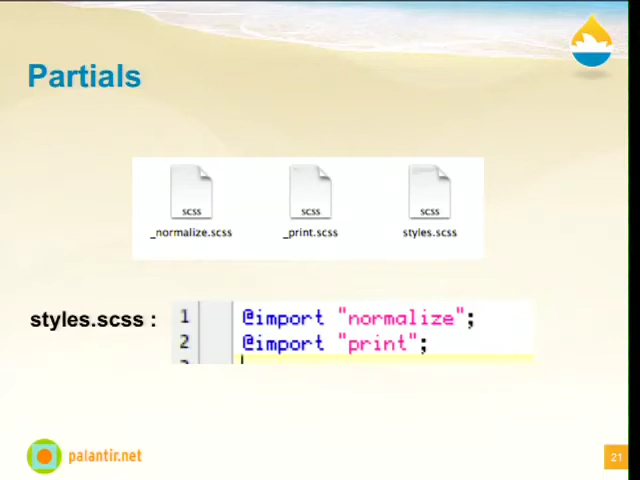 Partials
scss scss scss
_normalize.scss _print.scss styles.scss
styles.scss :
1 @import "normalize";
2 @import "print";
palantir.net
21